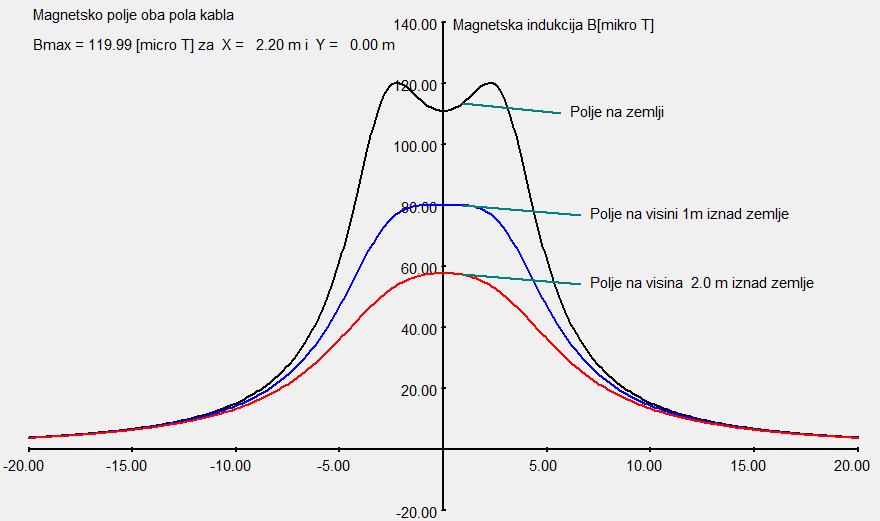 Magnetsko polje oba pola kabla
Bmax = 119.99 [micro T] za X = 2.20 m i Y = 0.00 m
140.00
Magnetska indukcija B[mikro T]
120.00
Polje na zemlji
100.00
80.00
Polje na visini 1m iznad zemlje
60.00
Polje na visina 2.0 m iznad zemlje
40.00
20.00
-20.00 -15.00 -10.00 -5.00 5.00 10.00 15.00 20.00
-20.00